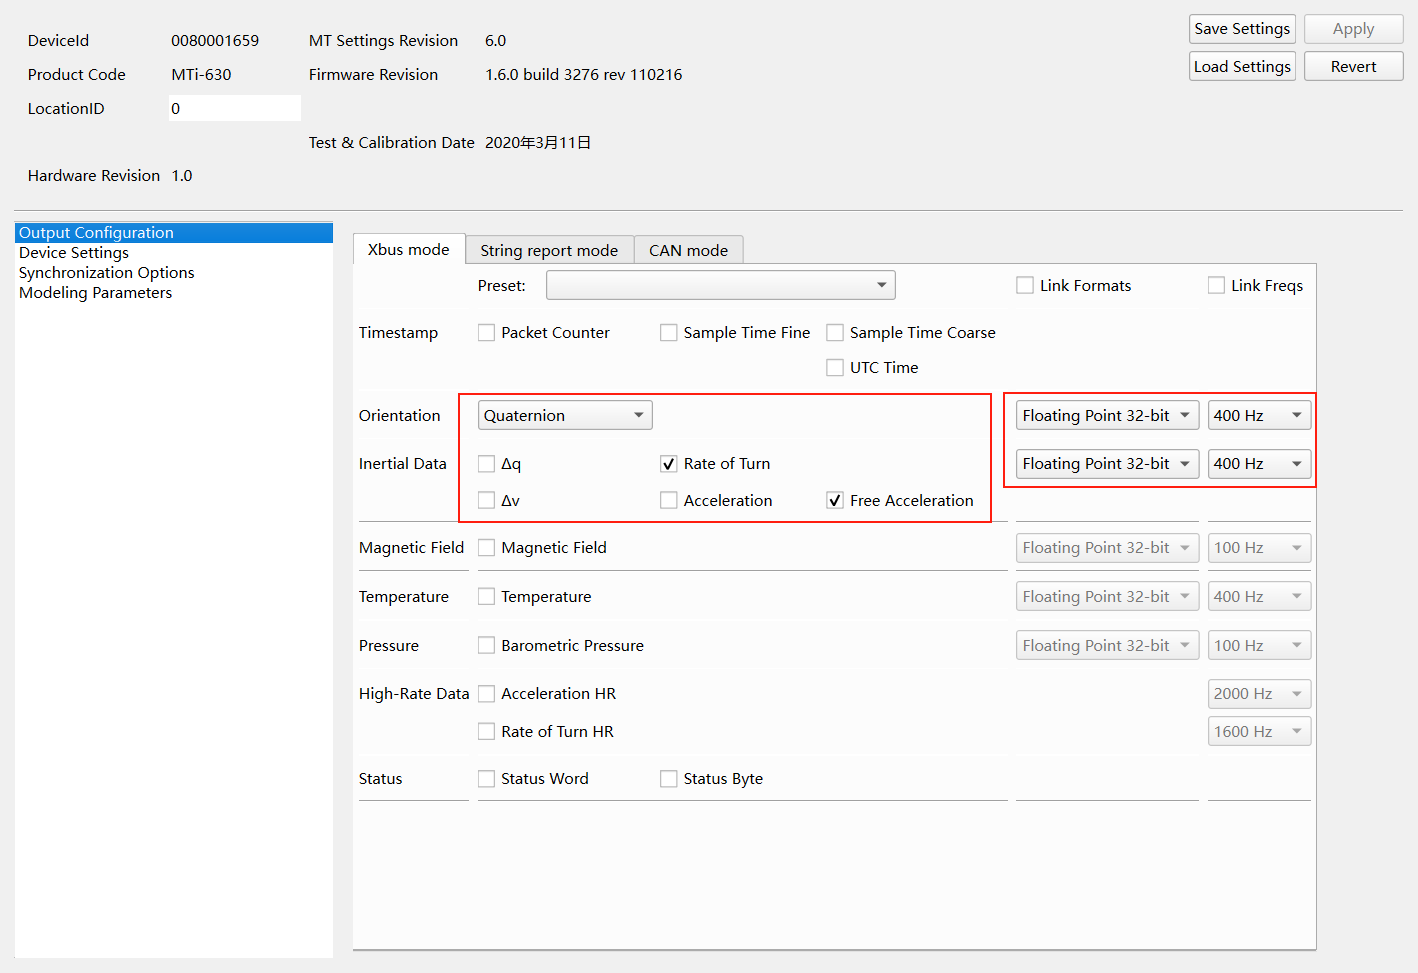 DeviceId 0080001659 MT Settings Revision 6.0 Save Settings Apply
Product Code MTi-630 Firmware Revision 1.6.0 build 3276 rev 110216 Load Settings Revert
LocationID 0
Test & Calibration Date 2020年3月11日
Hardware Revision 1.0
Output Configuration
Device Settings
Synchronization Options
Modeling Parameters
Xbus mode String report mode CAN mode
Preset: Link Formats Link Freqs
Timestamp Packet Counter Sample Time Fine Sample Time Coarse
UTC Time
Orientation Quaternion Floating Point 32-bit 400 Hz
Inertial Data Δq Rate of Turn Floating Point 32-bit 400 Hz
Δv Acceleration Free Acceleration
Magnetic Field Magnetic Field Floating Point 32-bit 100 Hz
Temperature Temperature Floating Point 32-bit 400 Hz
Pressure Barometric Pressure Floating Point 32-bit 100 Hz
High-Rate Data Acceleration HR 2000 Hz
Rate of Turn HR 1600 Hz
Status Status Word Status Byte